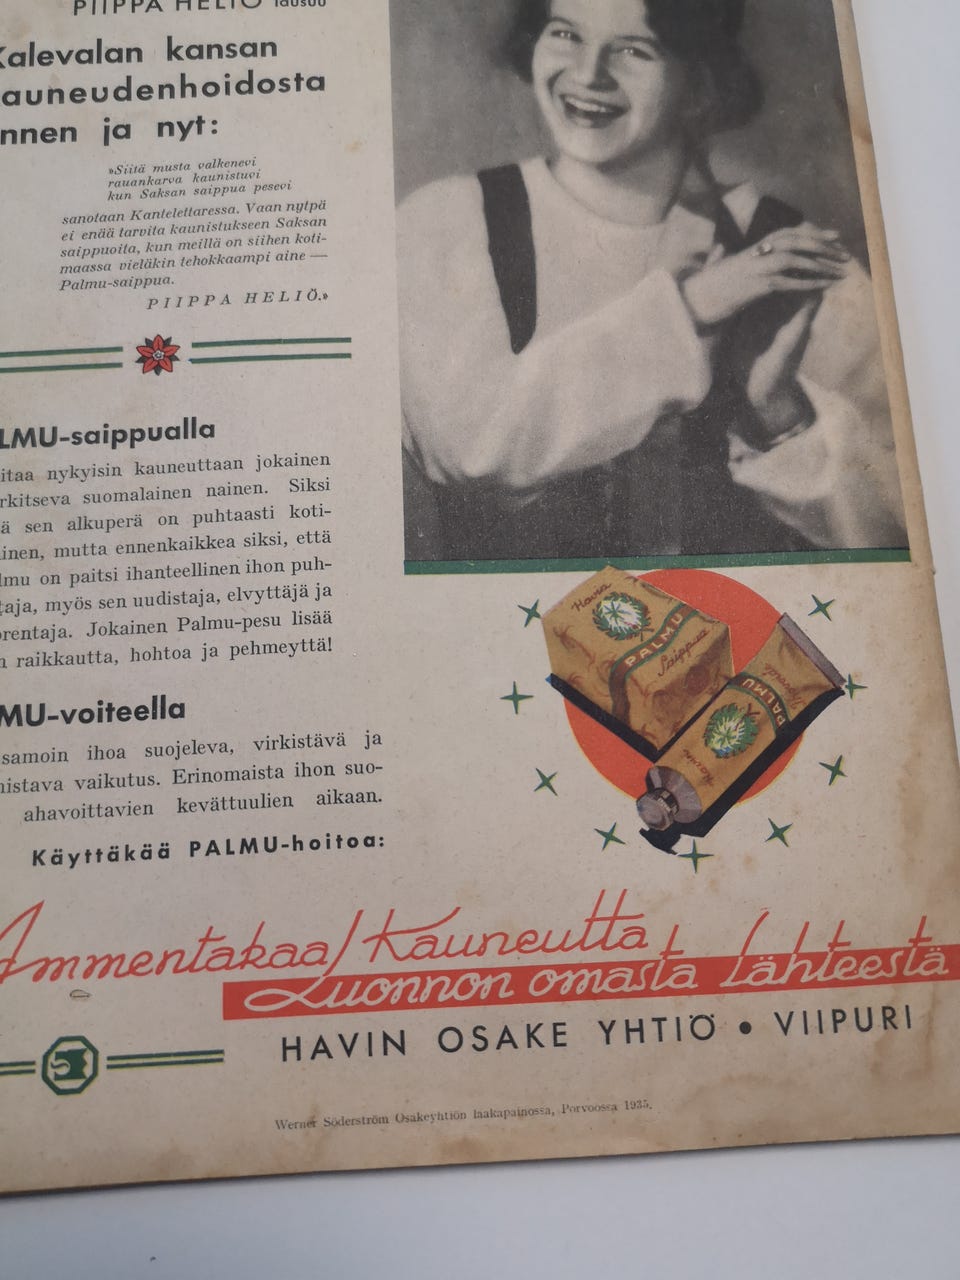 PIIPPA HELIO lausuu
Kalevalan kansan
auneudenhoidosta
nnen ja nyt:
»Siitä musta valkenevi
rauankarva kaunistuvi
kun Saksan saippua pesevi
sanotaan Kantelettaressa. Vaan nytpä
ei enää tarvita kaunistukseen Saksan
saippuoita, kun meillä on siihen koti-
maassa vieläkin tehokkaampi aine —
Palmu-saippua.
PIIPPA HELIÖ.»
LMU-saippualla
itaa nykyisin kauneuttaan jokainen
rkitseva suomalainen nainen. Siksi
ä sen alkuperä on puhtaasti koti-
inen, mutta ennenkaikkea siksi, että
lmu on paitsi ihanteellinen ihon puh-
taja, myös sen uudistaja, elvyttäjä ja
orentaja. Jokainen Palmu-pesu lisää
n raikkautta, hohtoa ja pehmeyttä!
MU-voiteella
samoin ihoa suojeleva, virkistävä ja
nistava vaikutus. Erinomaista ihon suo-
ahavoittavien kevättuulien aikaan.
Käyttäkää PALMU-hoitoa:
Havin
PALMU
Saippua
PALMU
Havin
Ammentakaa Kauneutta
Luonnon omasta Lähteestä
HAVIN OSAKE YHTIÖ • VIIPURI
Werner Söderström Osakeyhtiön laakapainossa, Porvoossa 1935.